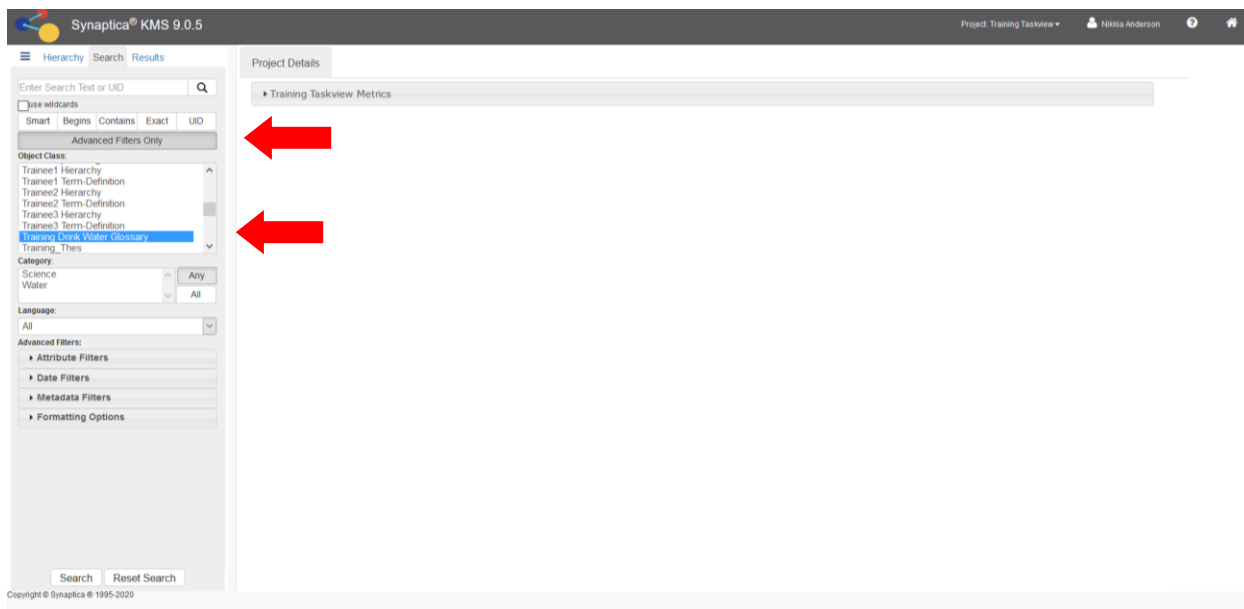 Synaptica® KMS 9.0.5
Project: Training Taskview
Nikkia Anderson
Hierarchy Search Results
Project Details
Enter Search Text or UID
Training Taskview Metrics
use wildcards
Smart Begins Contains Exact UID
Advanced Filters Only
Object Class:
Trainee1 Hierarchy
Trainee1 Term-Definition
Trainee2 Hierarchy
Trainee2 Term-Definition
Trainee3 Hierarchy
Trainee3 Term-Definition
Training Drink Water Glossary
Training_Thes
Category:
Science
Any
Water
All
Language:
All
Advanced Filters:
Attribute Filters
Date Filters
Metadata Filters
Formatting Options
Search Reset Search
Copyright © Synaptica ® 1995-2020